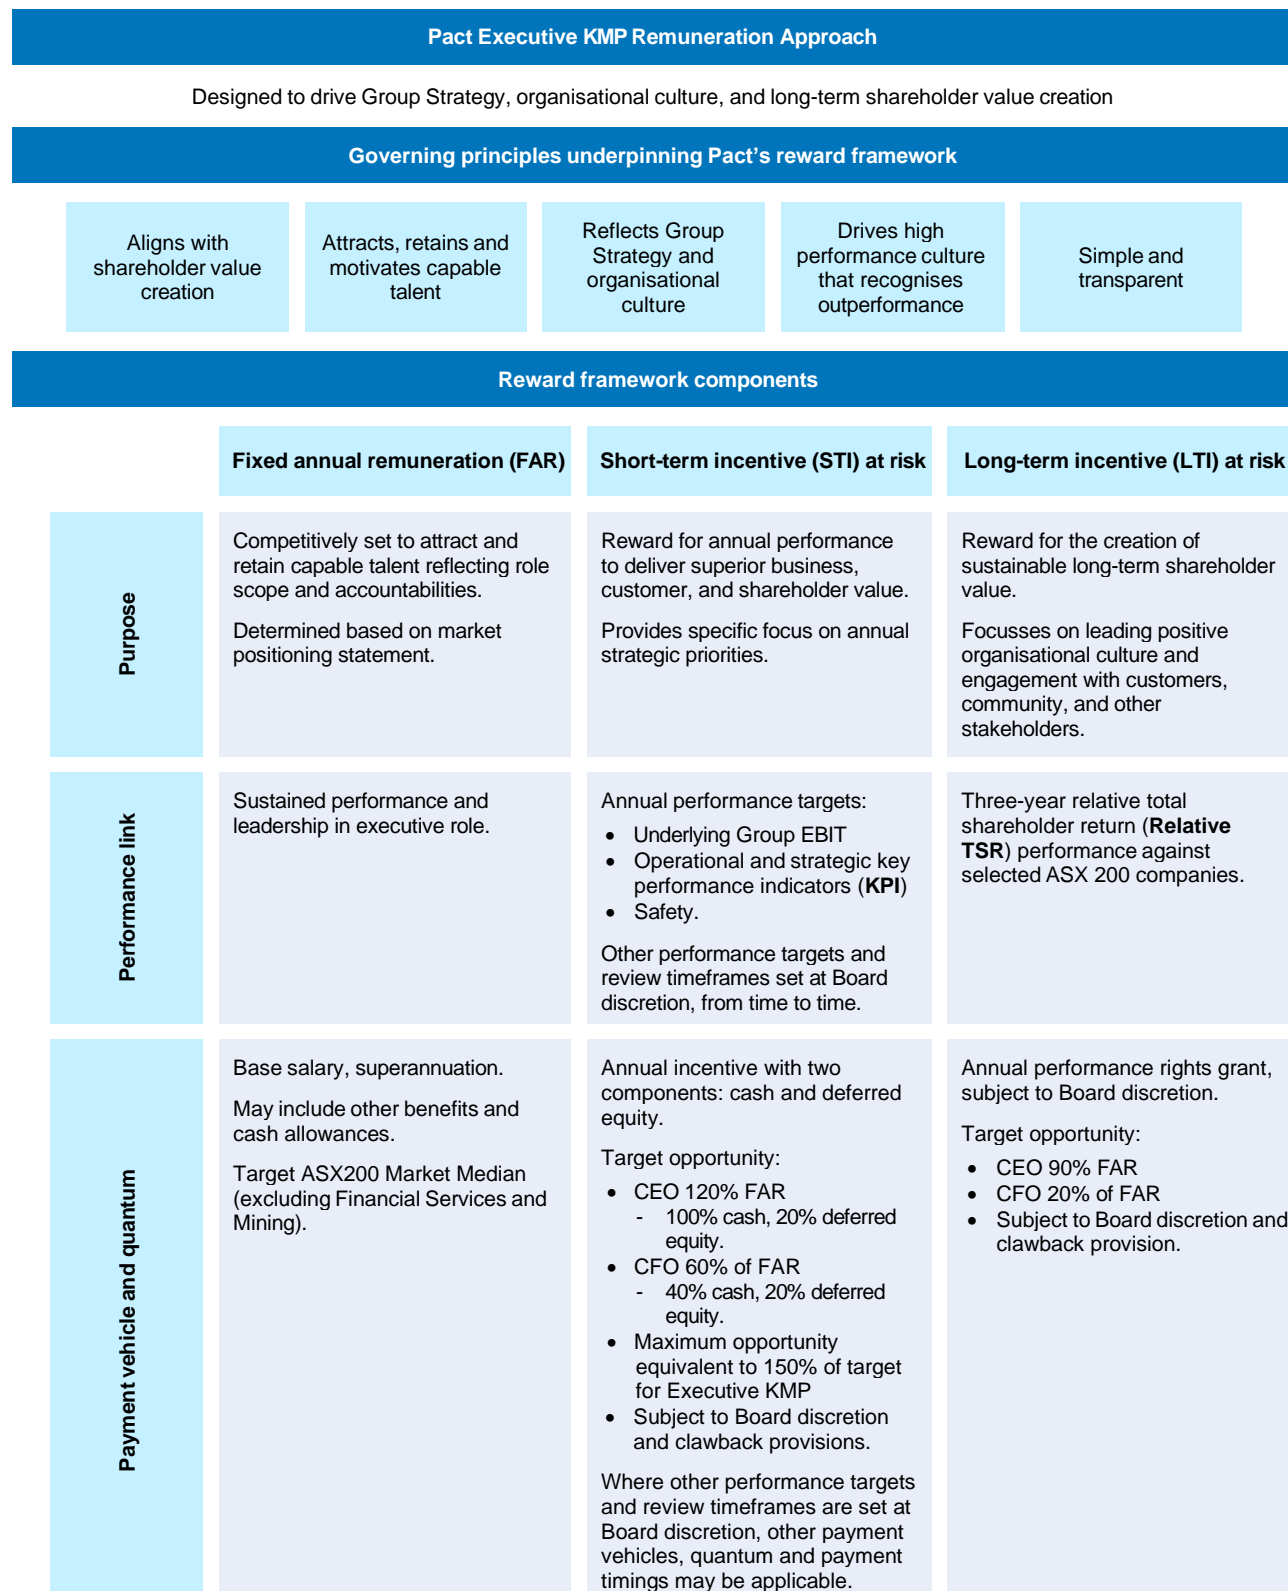 Pact Executive KMP Remuneration Approach
Designed to drive Group Strategy, organisational culture, and long-term shareholder value creation
Governing principles underpinning Pact's reward framework
Aligns with
shareholder value
creation
Attracts, retains and
motivates capable
talent
Reflects Group
Strategy and
organisational
culture
Drives high
performance culture
that recognises
outperformance
Simple and
transparent
Reward framework components
Fixed annual remuneration (FAR)
Short-term incentive (STI) at risk
Long-term incentive (LTI) at risk
Purpose
Competitively set to attract and
retain capable talent reflecting role
scope and accountabilities.
Determined based on market
positioning statement.
Reward for annual performance
to deliver superior business,
customer, and shareholder value.
Provides specific focus on annual
strategic priorities.
Reward for the creation of
sustainable long-term shareholder
value.
Focusses on leading positive
organisational culture and
engagement with customers,
community, and other
stakeholders.
Performance link
Sustained performance and
leadership in executive role.
Annual performance targets:
• Underlying Group EBIT
• Operational and strategic key
performance indicators (KPI)
• Safety.
Other performance targets and
review timeframes set at Board
discretion, from time to time.
Three-year relative total
shareholder return (Relative
TSR) performance against
selected ASX 200 companies.
Payment vehicle and quantum
Base salary, superannuation.
May include other benefits and
cash allowances.
Target ASX200 Market Median
(excluding Financial Services and
Mining).
Annual incentive with two
components: cash and deferred
equity.
Target opportunity:
• CEO 120% FAR
- 100% cash, 20% deferred
equity.
• CFO 60% of FAR
- 40% cash, 20% deferred
equity.
• Maximum opportunity
equivalent to 150% of target
for Executive KMP
• Subject to Board discretion
and clawback provisions.
Where other performance targets
and review timeframes are set at
Board discretion, other payment
vehicles, quantum and payment
timings may be applicable.
Annual performance rights grant,
subject to Board discretion.
Target opportunity:
• CEO 90% FAR
• CFO 20% of FAR
• Subject to Board discretion and
clawback provision.